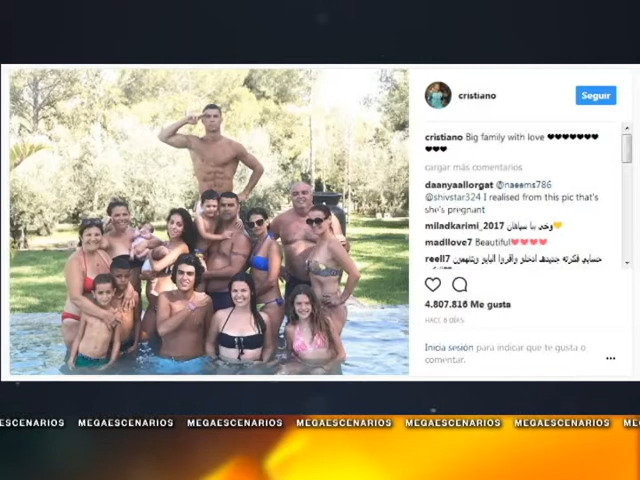 cristiano
Seguir
cristiano Big family with love ♥♥♥♥♥♥♥
♥♥♥
cargar más comentarios
daanyaallorgat @naeems786
@shivstar324 I realised from this pic that's
she's pregnant
miladkarimi_2017
madllove7 Beautiful💗💗💗💗
reell7
4.807.816 Me gusta
HACE 6 DÍAS
Inicia sesión para indicar que te gusta o
comentar.
MEGAESCENARIOS MEGAESCENARIOS MEGAESCENARIOS MEGAESCENARIOS MEGAESCENARIOS